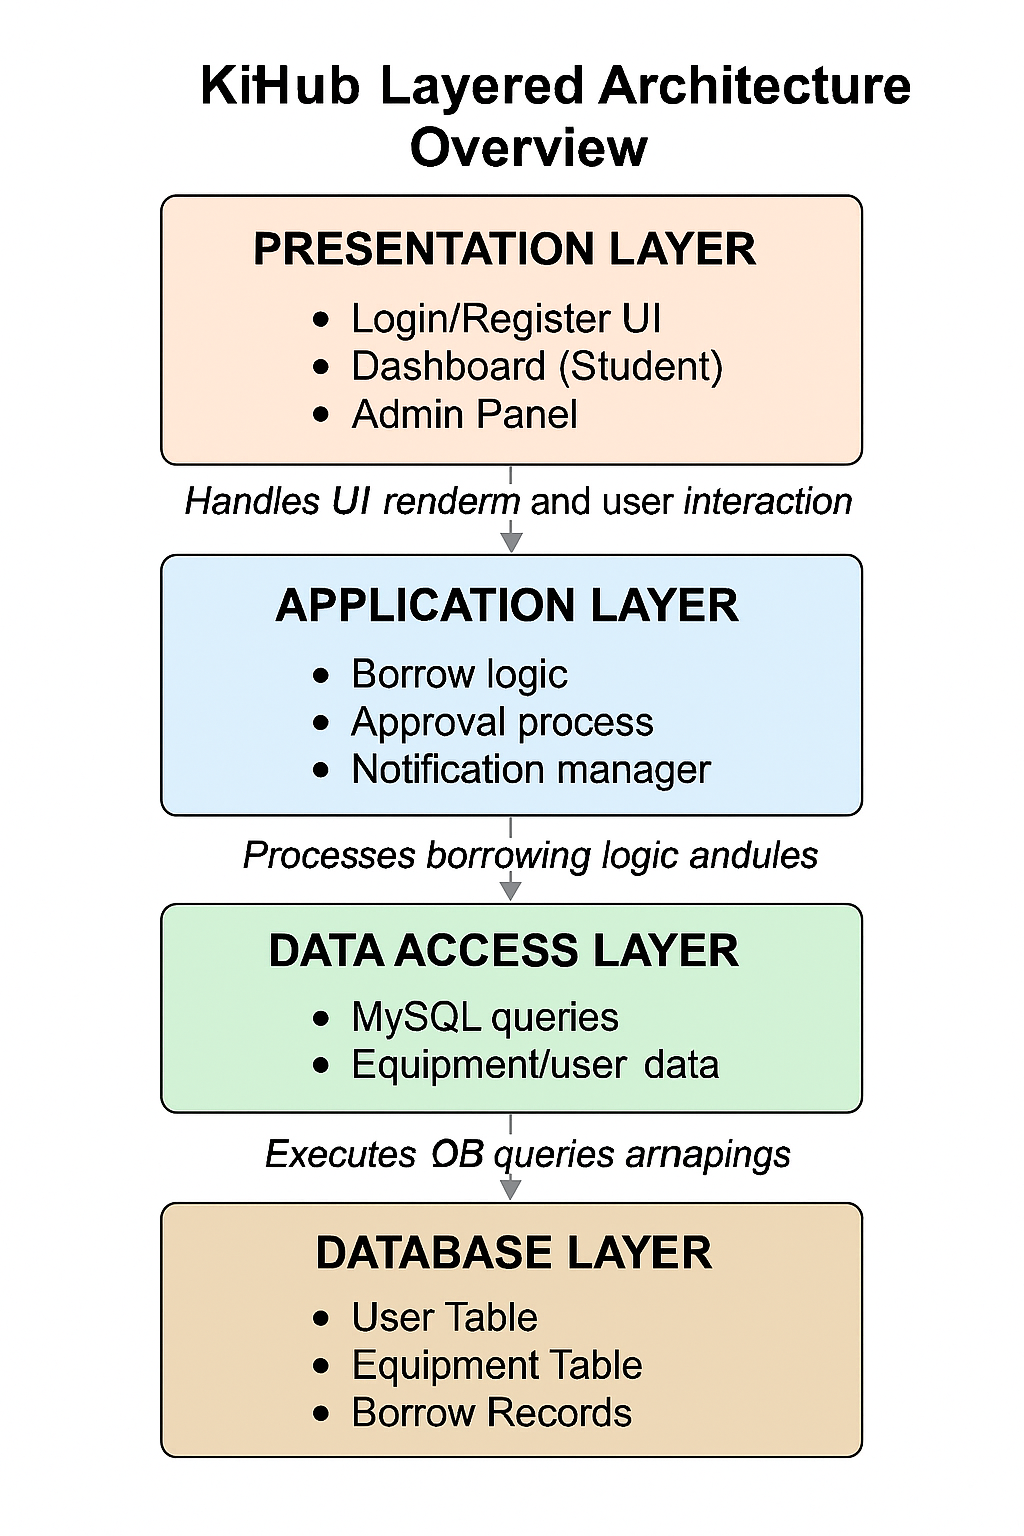 KiHub Layered Architecture
Overview
PRESENTATION LAYER
• Login/Register UI
• Dashboard (Student)
• Admin Panel
Handles UI renderm and user interaction
APPLICATION LAYER
• Borrow logic
• Approval process
• Notification manager
Processes borrowing logic andules
DATA ACCESS LAYER
• MySQL queries
• Equipment/user data
Executes OB queries arnapings
DATABASE LAYER
• User Table
• Equipment Table
• Borrow Records